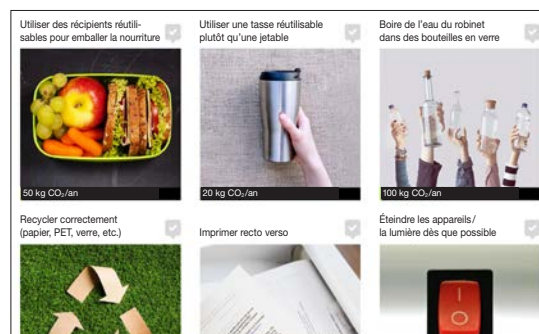 Utiliser des récipients réutili-
sables pour emballer la nourriture
Utiliser une tasse réutilisable
plutôt qu'une jetable
Boire de l'eau du robinet
dans des bouteilles en verre
50 kg CO₂/an
20 kg CO₂/an
100 kg CO₂/an
Recycler correctement
(papier, PET, verre, etc.)
Imprimer recto verso
Éteindre les appareils/
la lumière dès que possible